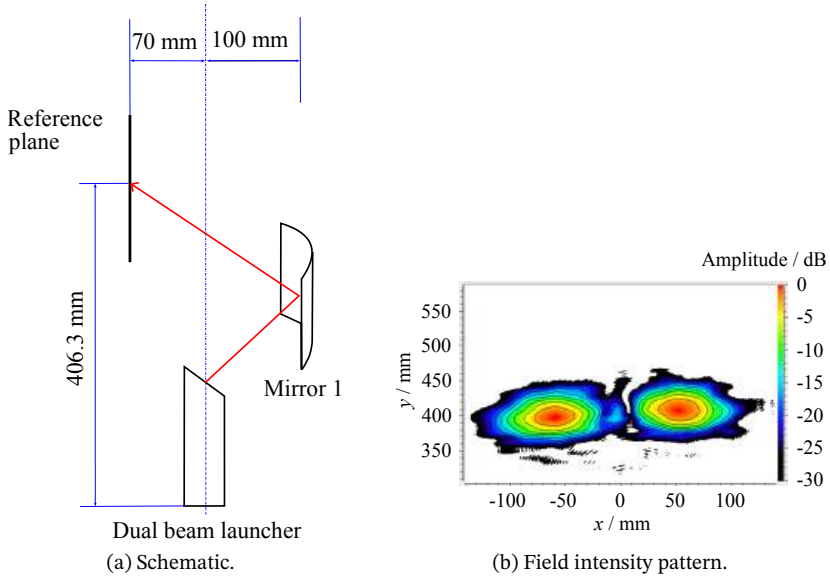 70 mm
100 mm
Reference
plane
406.3 mm
Mirror 1
Dual beam launcher
(a) Schematic.
Amplitude / dB
0
-5
-10
-15
-20
-25
-30
550
500
450
400
350
y / mm
-100
-50
0
50
100
x / mm
(b) Field intensity pattern.